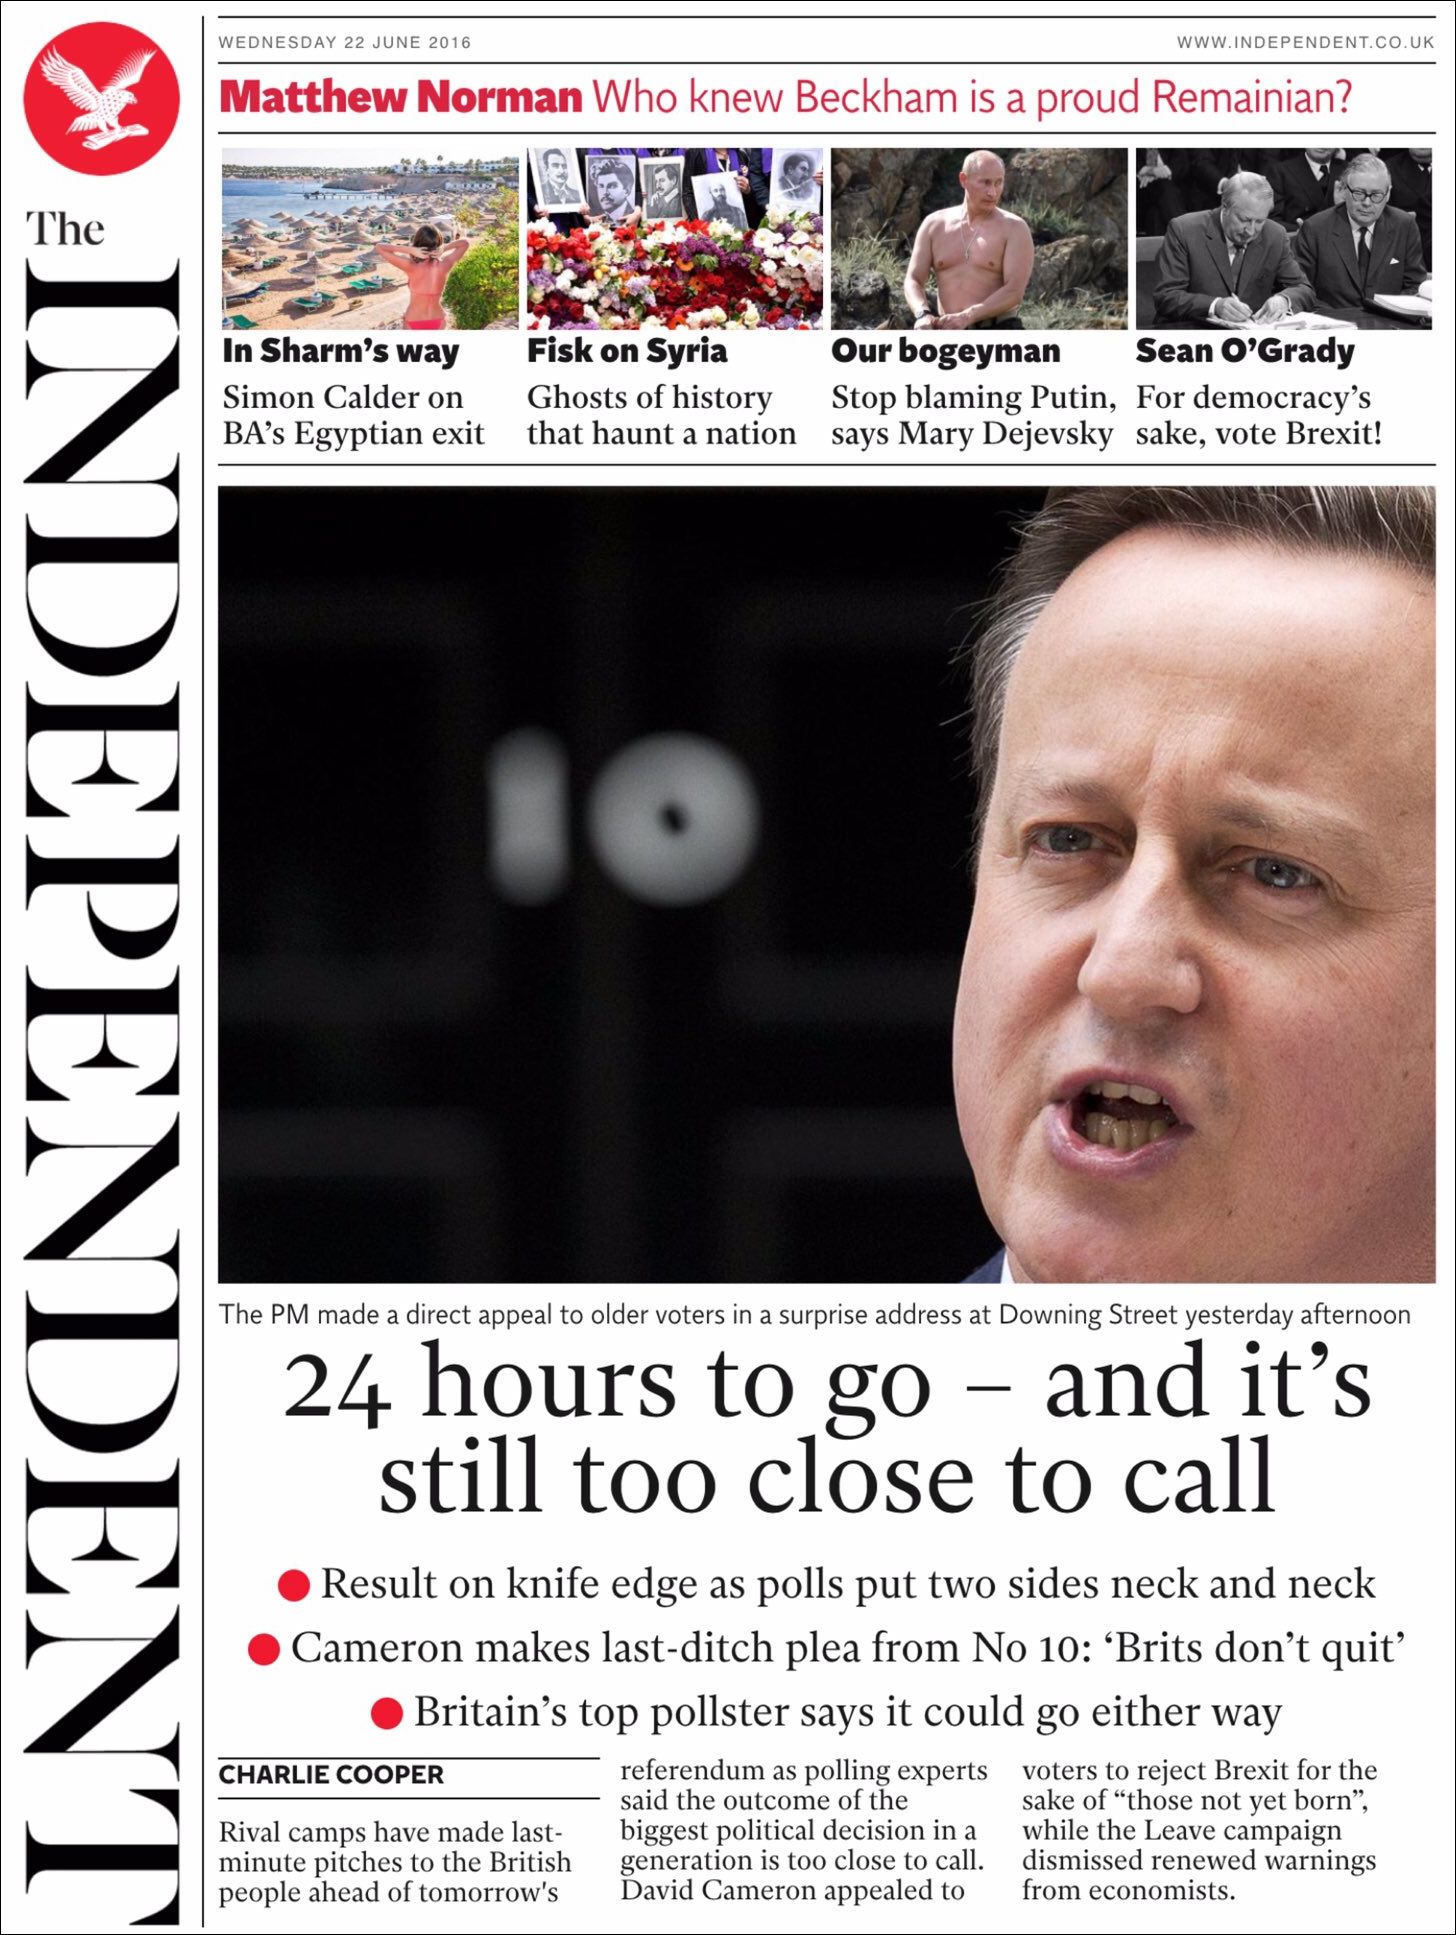 The
INDEPENDENT
WEDNESDAY 22 JUNE 2016
WWW.INDEPENDENT.CO.UK
Matthew Norman Who knew Beckham is a proud Remainian?
In Sharm’s way
Simon Calder on
BA’s Egyptian exit
Fisk on Syria
Ghosts of history
that haunt a nation
Our bogeyman
Stop blaming Putin,
says Mary Dejevsky
Sean O’Grady
For democracy’s
sake, vote Brexit!
10
The PM made a direct appeal to older voters in a surprise address at Downing Street yesterday afternoon
24 hours to go – and it’s
still too close to call
● Result on knife edge as polls put two sides neck and neck
● Cameron makes last-ditch plea from No 10: ‘Brits don’t quit’
● Britain’s top pollster says it could go either way
CHARLIE COOPER
Rival camps have made last-
minute pitches to the British
people ahead of tomorrow's
referendum as polling experts
said the outcome of the
biggest political decision in a
generation is too close to call.
David Cameron appealed to
voters to reject Brexit for the
sake of “those not yet born”,
while the Leave campaign
dismissed renewed warnings
from economists.